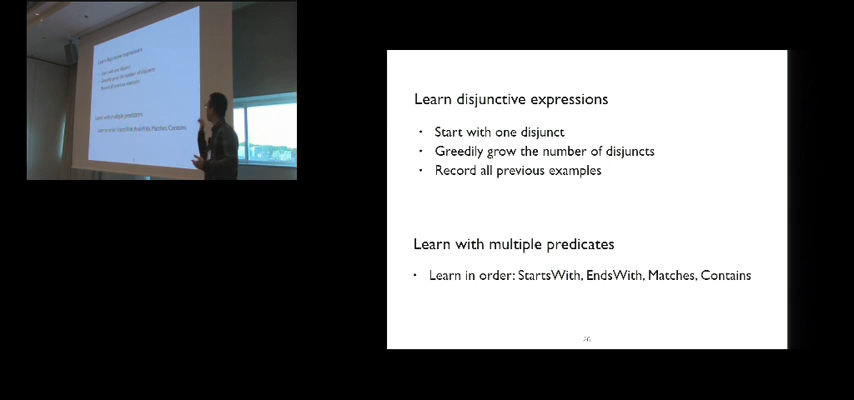 Learn disjunctive expressions
• Start with one disjunct
• Greedily grow the number of disjuncts
• Record all previous examples
Learn with multiple predicates
• Learn in order: StartsWith, EndsWith, Matches, Contains